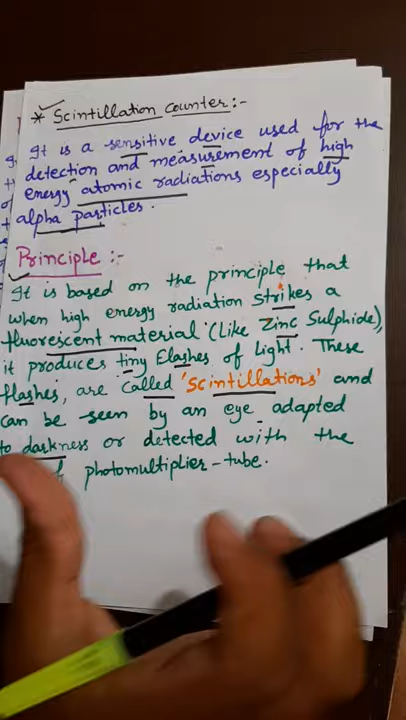 * Scintillation counter:-
It is a sensitive device used for the
detection and measurement of high
energy atomic radiations especially
alpha particles.
Principle :-
It is based on the principle that
when high energy radiation strikes a
fluorescent material (like Zinc Sulphide),
it produces tiny Flashes of light. These
flashes, are called 'Scintillations' and
can be seen by an eye adapted
to darkness or detected with the
photomultiplier-tube.